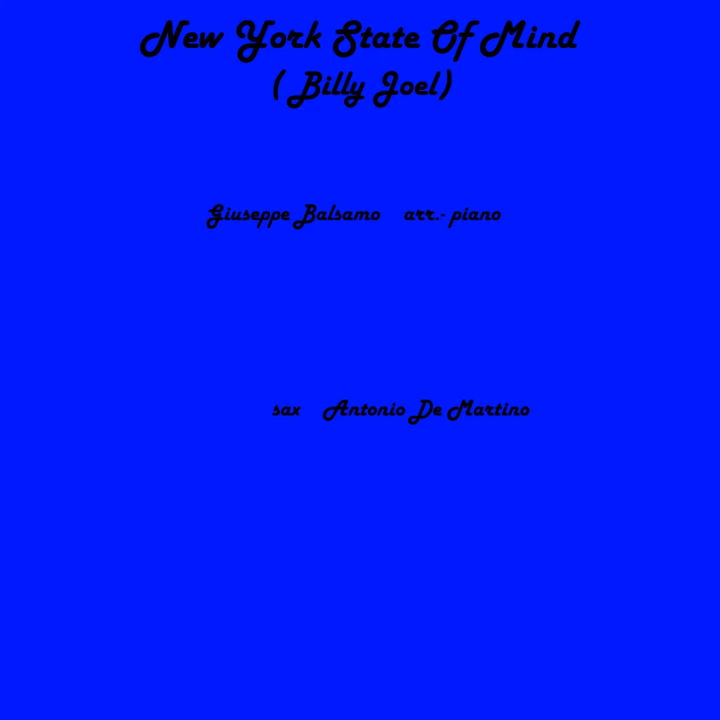 New York State Of Mind
( Billy Joel)
Giuseppe Balsamo arr.- piano
sax Antonio De Martino